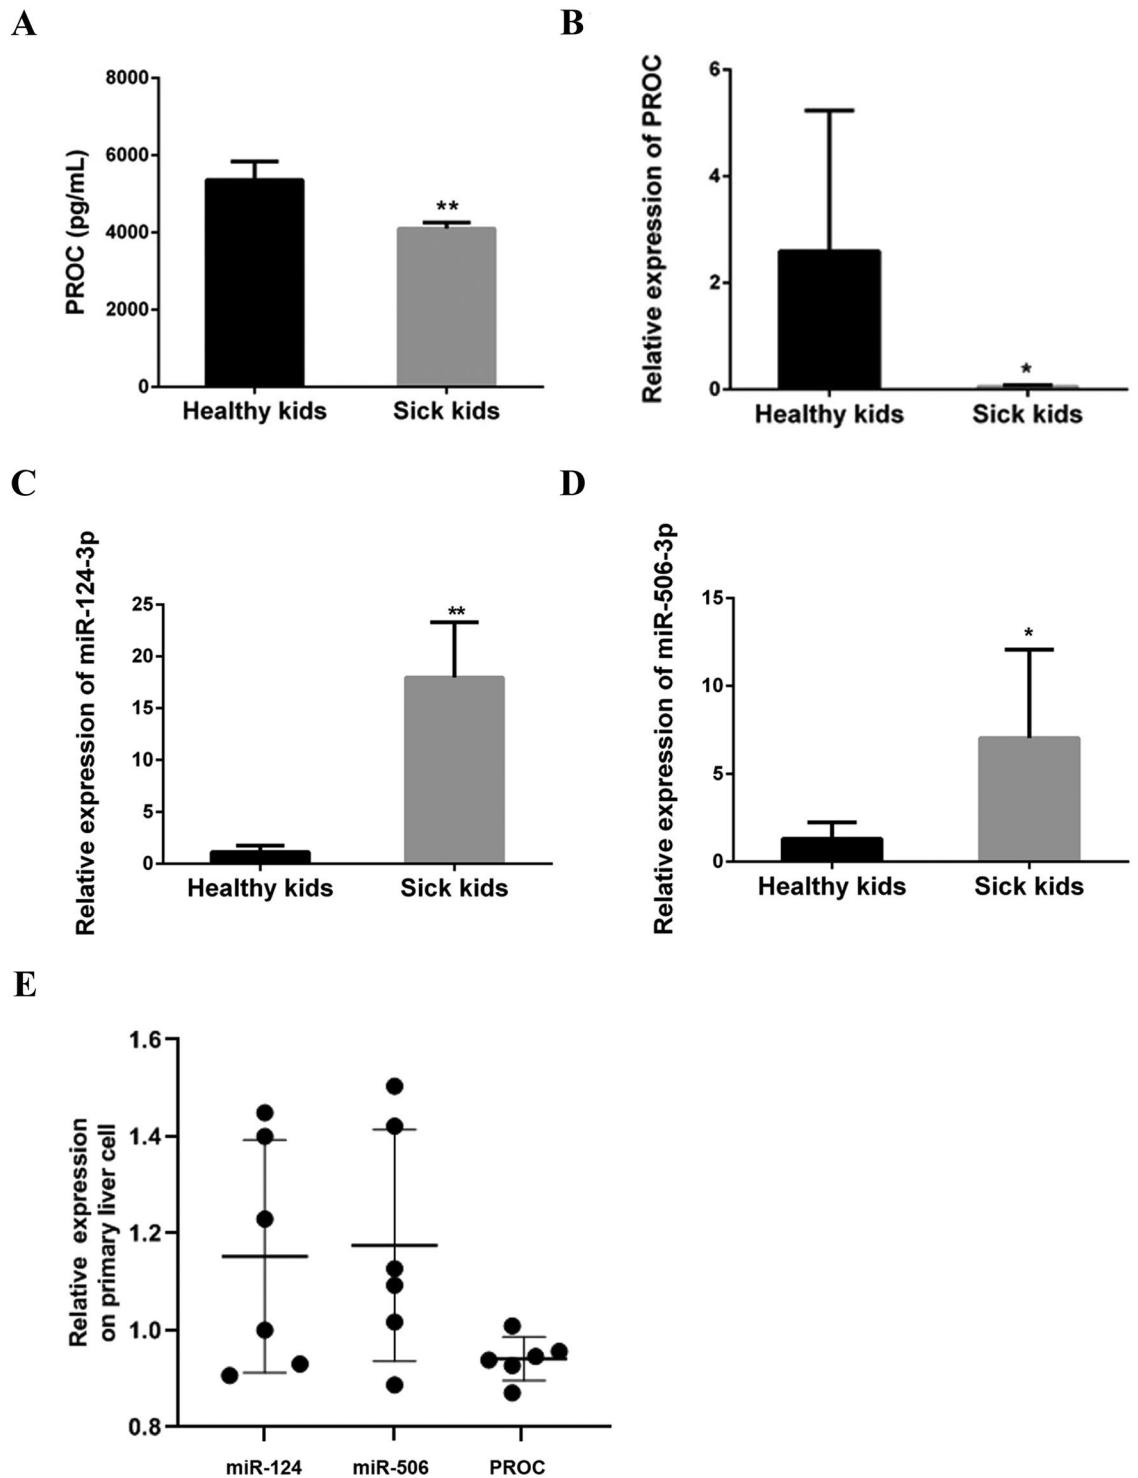 A
PROC (pg/mL)
8000
6000
4000
2000
0
**
Healthy kids
Sick kids
B
Relative expression of PROC
6
4
2
0
*
Healthy kids
Sick kids
C
Relative expression of miR-124-3p
25
20
15
10
5
0
**
Healthy kids
Sick kids
D
Relative expression of miR-506-3p
15
10
5
0
*
Healthy kids
Sick kids
E
Relative expression
on primary liver cell
1.6
1.4
1.2
1.0
0.8
miR-124
miR-506
PROC